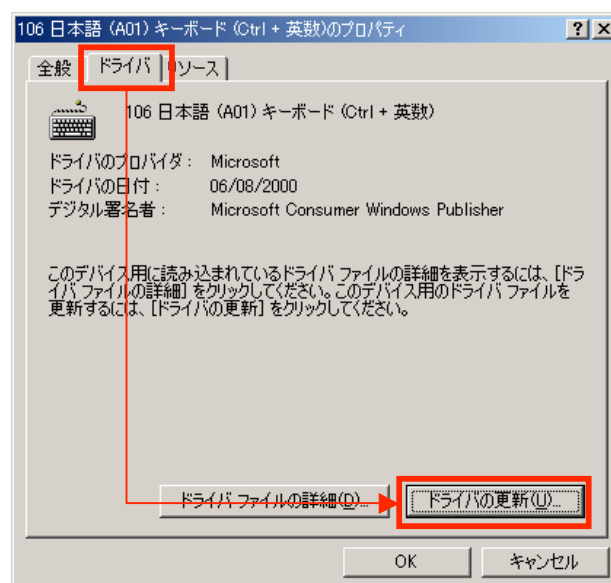 106 日本語 (A01) キーボード (Ctrl + 英数)のプロパティ
全般 ドライバ リソース
106 日本語 (A01) キーボード (Ctrl + 英数)
ドライバのプロバイダ : Microsoft
ドライバの日付 : 06/08/2000
デジタル署名者 : Microsoft Consumer Windows Publisher
このデバイス用に読み込まれているドライバ ファイルの詳細を表示するには、[ドラ
イバ ファイルの詳細] をクリックしてください。このデバイス用のドライバ ファイルを
更新するには、[ドライバの更新] をクリックしてください。
ドライバ ファイルの詳細(D)... ドライバの更新(U)...
OK キャンセル